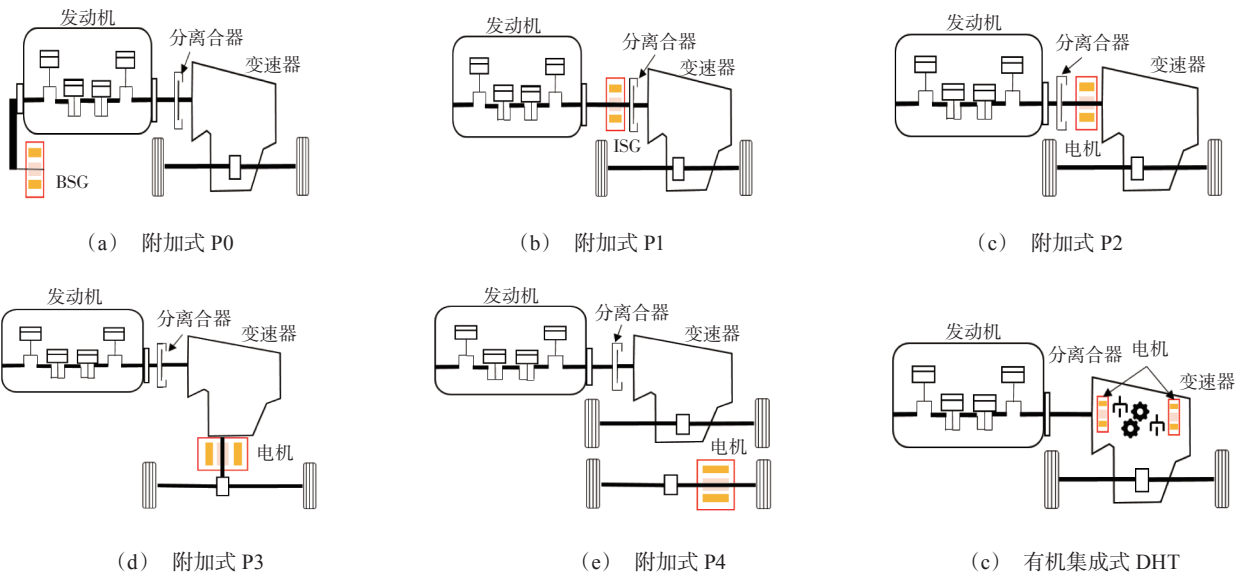 发动机
分离合器
变速器
BSG
(a) 附加式 P0
发动机
分离合器
变速器
ISG
(b) 附加式 P1
发动机
分离合器
变速器
电机
(c) 附加式 P2
发动机
分离合器
变速器
电机
(d) 附加式 P3
发动机
分离合器
变速器
电机
(e) 附加式 P4
发动机
分离合器
电机
变速器
(c) 有机集成式 DHT